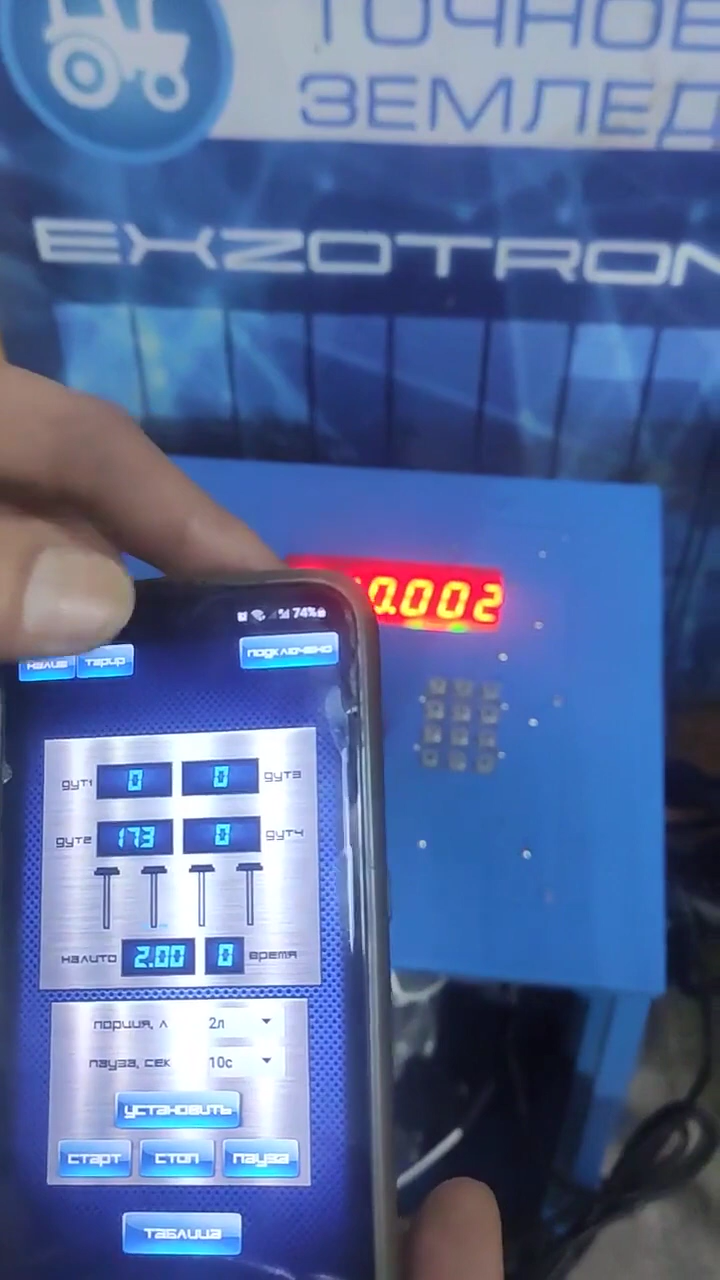 ТОЧНОЕ
ЗЕМЛЕД
EXZOTRON
0.002
74%
НАЛИВ ТАРИР ПОДКЛЮЧЕНО
ДУТ1 0 0 ДУТ3
ДУТ2 173 0 ДУТ4
НАЛИТО 2.00 0 ВРЕМЯ
ПОРЦИЯ, Л 2л
ПАУЗА, СЕК 10с
УСТАНОВИТЬ
СТАРТ СТОП ПАУЗА
ТАБЛИЦА